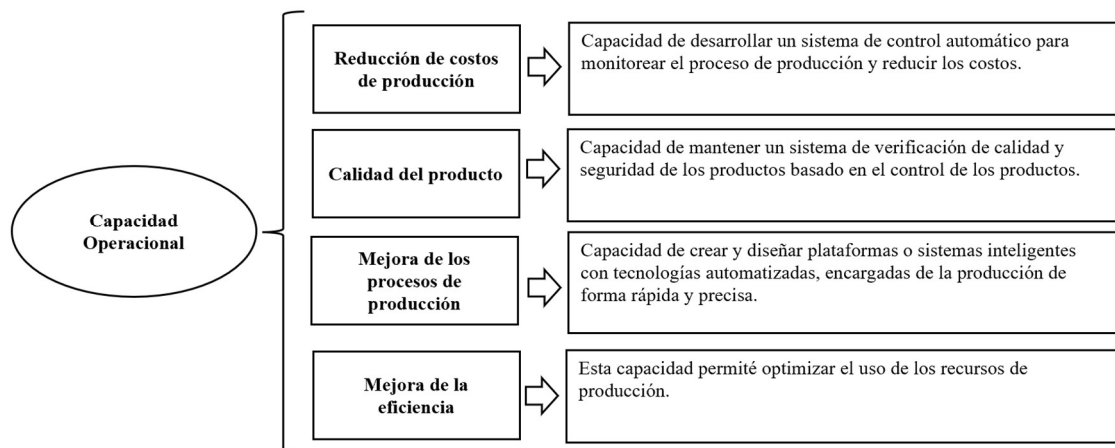 Capacidad
Operacional
Reducción de costos
de producción
Capacidad de desarrollar un sistema de control automático para
monitorear el proceso de producción y reducir los costos.
Calidad del producto
Capacidad de mantener un sistema de verificación de calidad y
seguridad de los productos basado en el control de los productos.
Mejora de los
procesos de
producción
Capacidad de crear y diseñar plataformas o sistemas inteligentes
con tecnologías automatizadas, encargadas de la producción de
forma rápida y precisa.
Mejora de la
eficiencia
Esta capacidad permité optimizar el uso de los recursos de
producción.